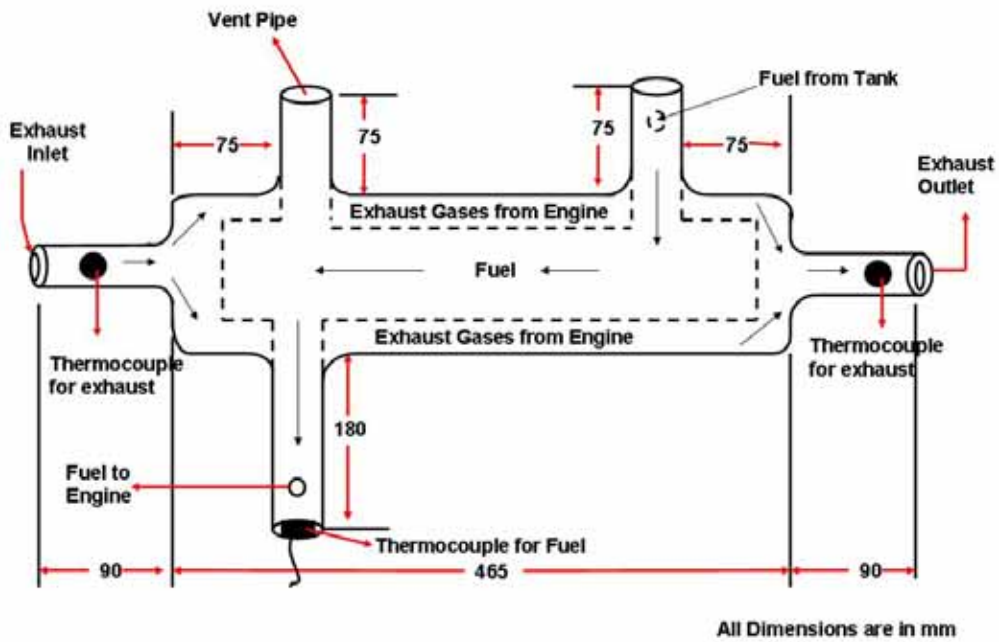 Vent Pipe
Fuel from Tank
Exhaust
Inlet
75
75
75
75
Exhaust
Outlet
Exhaust Gases from Engine
Fuel
Exhaust Gases from Engine
Thermocouple
for exhaust
Thermocouple
for exhaust
180
Fuel to
Engine
Thermocouple for Fuel
90
465
90
All Dimensions are in mm